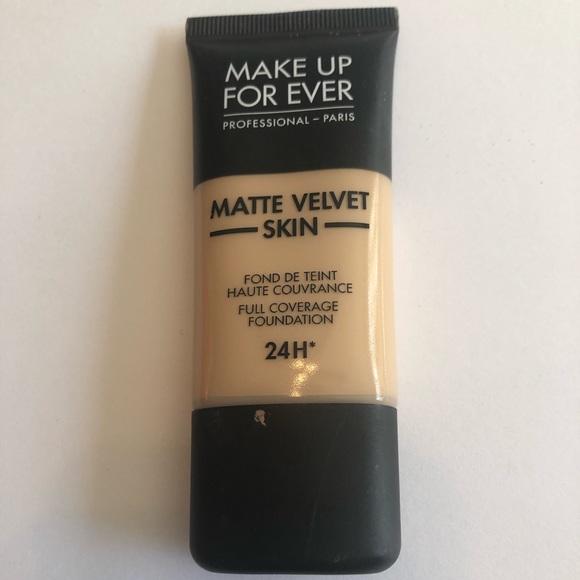 MAKE UP
FOR EVER
PROFESSIONAL – PARIS
MATTE VELVET
SKIN
FOND DE TEINT
HAUTE COUVRANCE
FULL COVERAGE
FOUNDATION
24H*